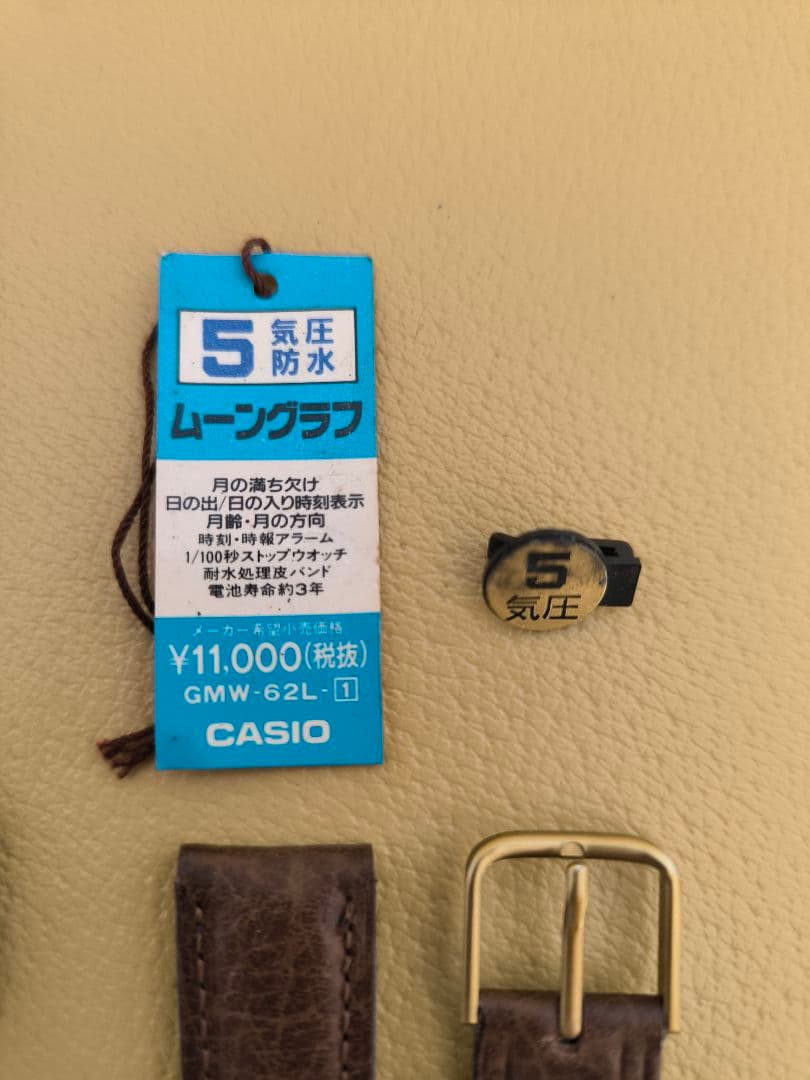 5 気圧防水
ムーングラフ
月の満ち欠け
日の出/日の入り時刻表示
月齢・月の方向
時刻・時報アラーム
1/100秒ストップウオッチ
耐水処理皮バンド
電池寿命約3年
メーカー希望小売価格
¥11,000(税抜)
GMW-62L-1
CASIO
5
気圧